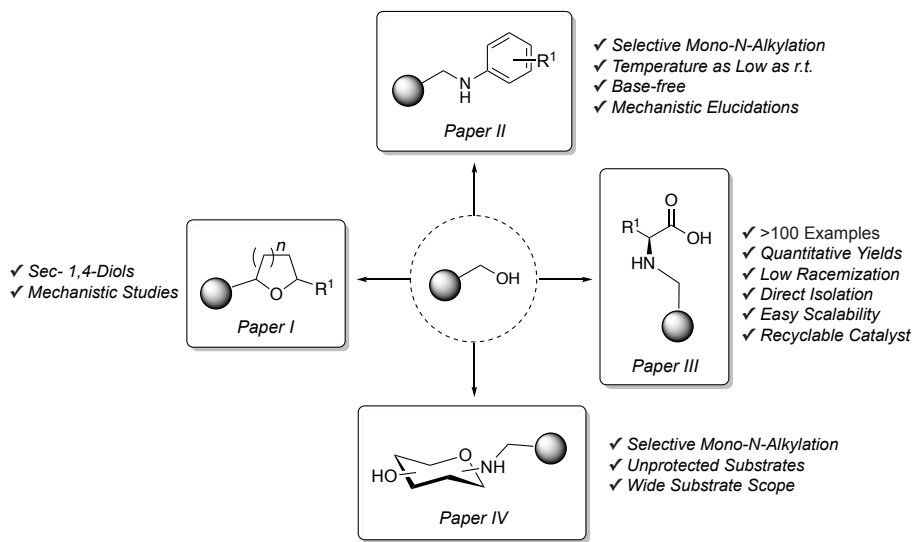 R¹
N
H
Paper II
✓ Selective Mono-N-Alkylation
✓ Temperature as Low as r.t.
✓ Base-free
✓ Mechanistic Elucidations
✓ Sec- 1,4-Diols
✓ Mechanistic Studies
( )n
O
R¹
Paper I
OH
O
R¹
OH
HN
Paper III
✓ >100 Examples
✓ Quantitative Yields
✓ Low Racemization
✓ Direct Isolation
✓ Easy Scalability
✓ Recyclable Catalyst
O
HO
NH
Paper IV
✓ Selective Mono-N-Alkylation
✓ Unprotected Substrates
✓ Wide Substrate Scope